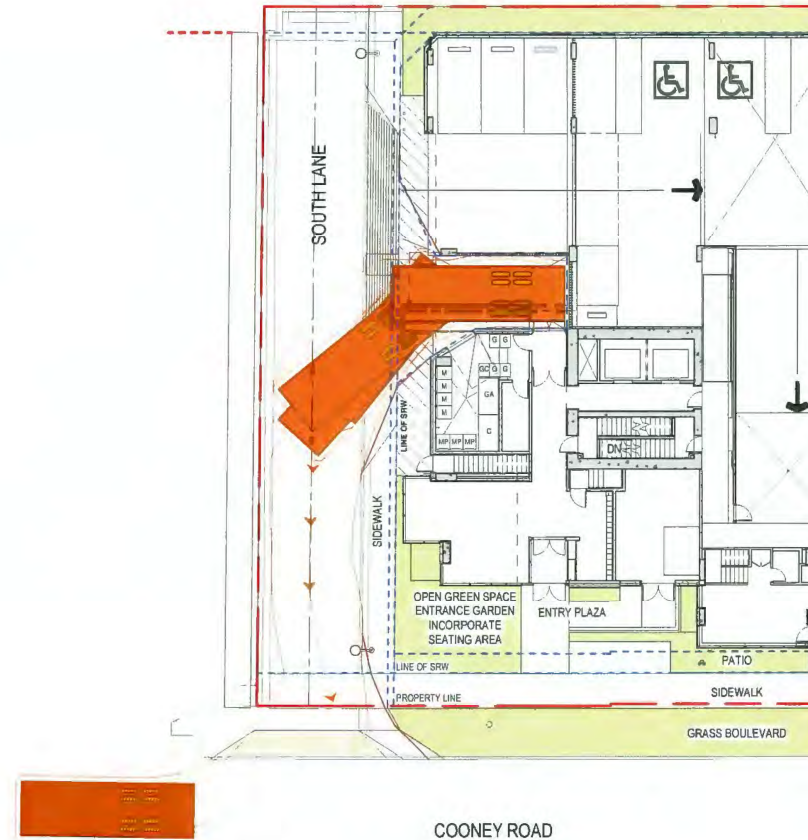 SOUTH LANE
LINE OF SRW
SIDEWALK
G G
GC G G
M
M
M
M
GA
C
MP MP MP
DN
OPEN GREEN SPACE
ENTRANCE GARDEN
INCORPORATE
SEATING AREA
ENTRY PLAZA
LINE OF SRW
PATIO
PROPERTY LINE
SIDEWALK
GRASS BOULEVARD
COONEY ROAD